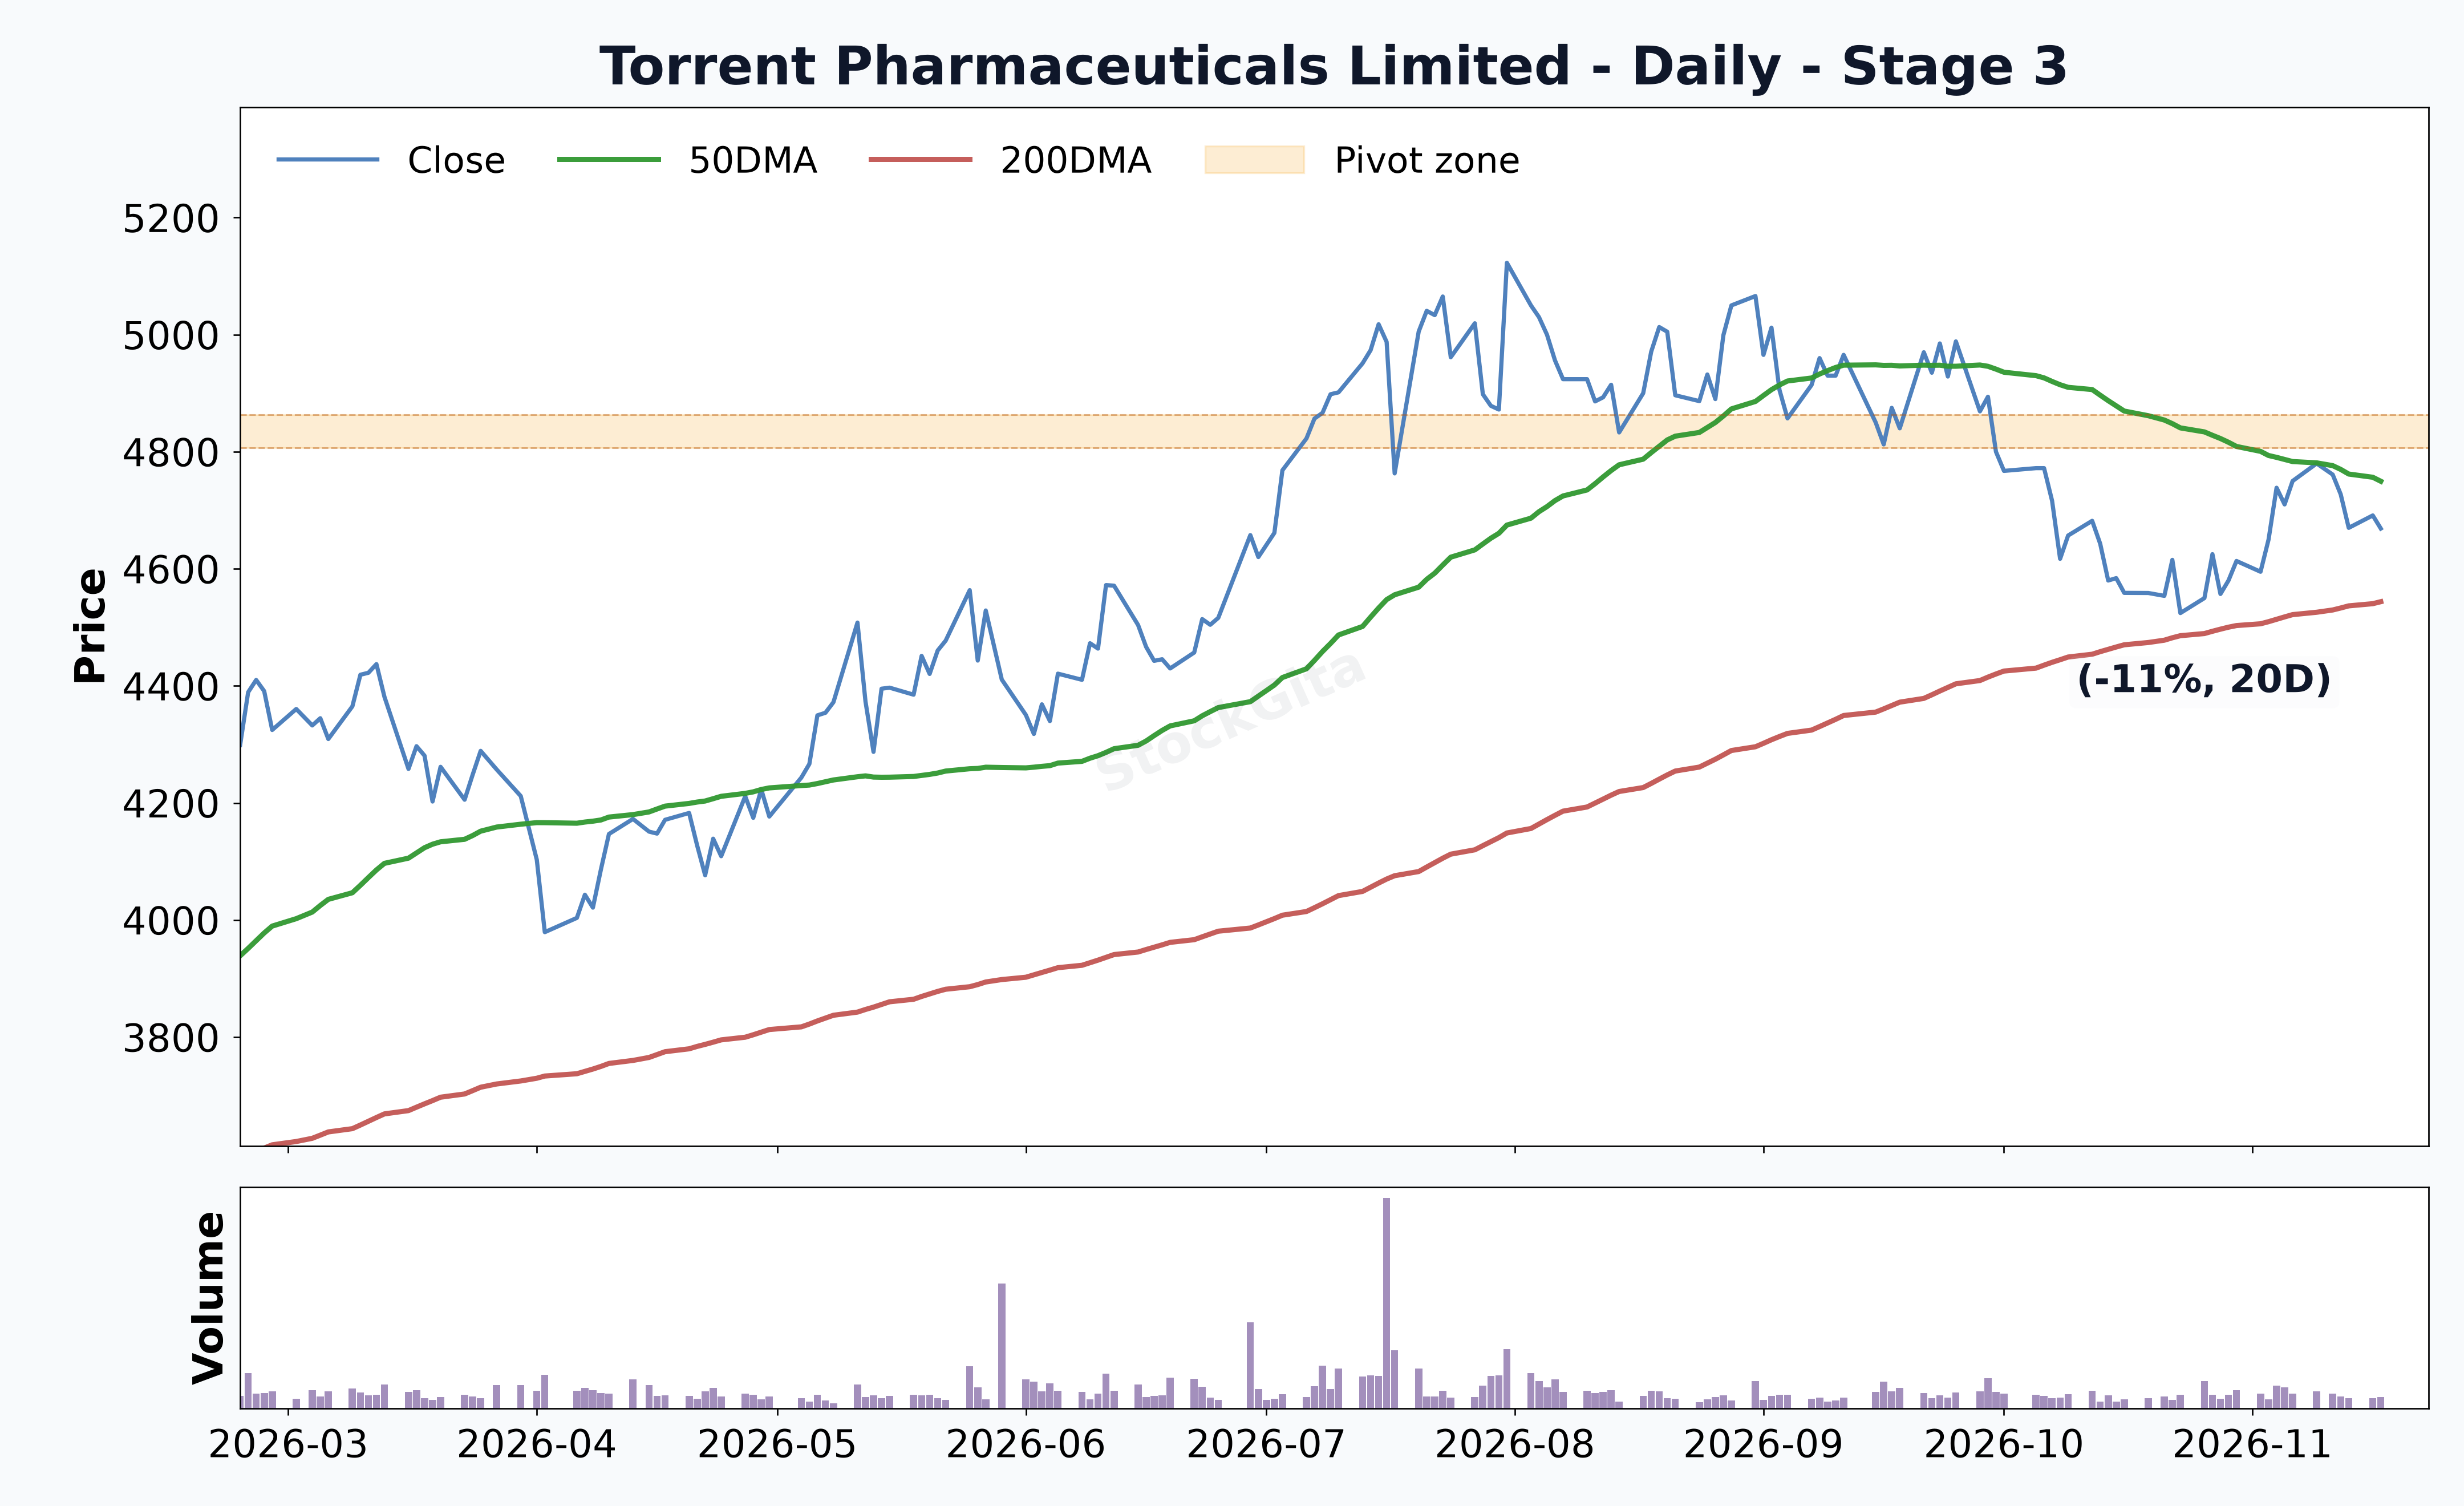 Torrent Pharmaceuticals Limited - Daily - Stage 3
Close 50DMA 200DMA Pivot zone
Price
5200
5000
4800
4600
4400
4200
4000
3800
StockGita
(-11%, 20D)
Volume
2026-03 2026-04 2026-05 2026-06 2026-07 2026-08 2026-09 2026-10 2026-11